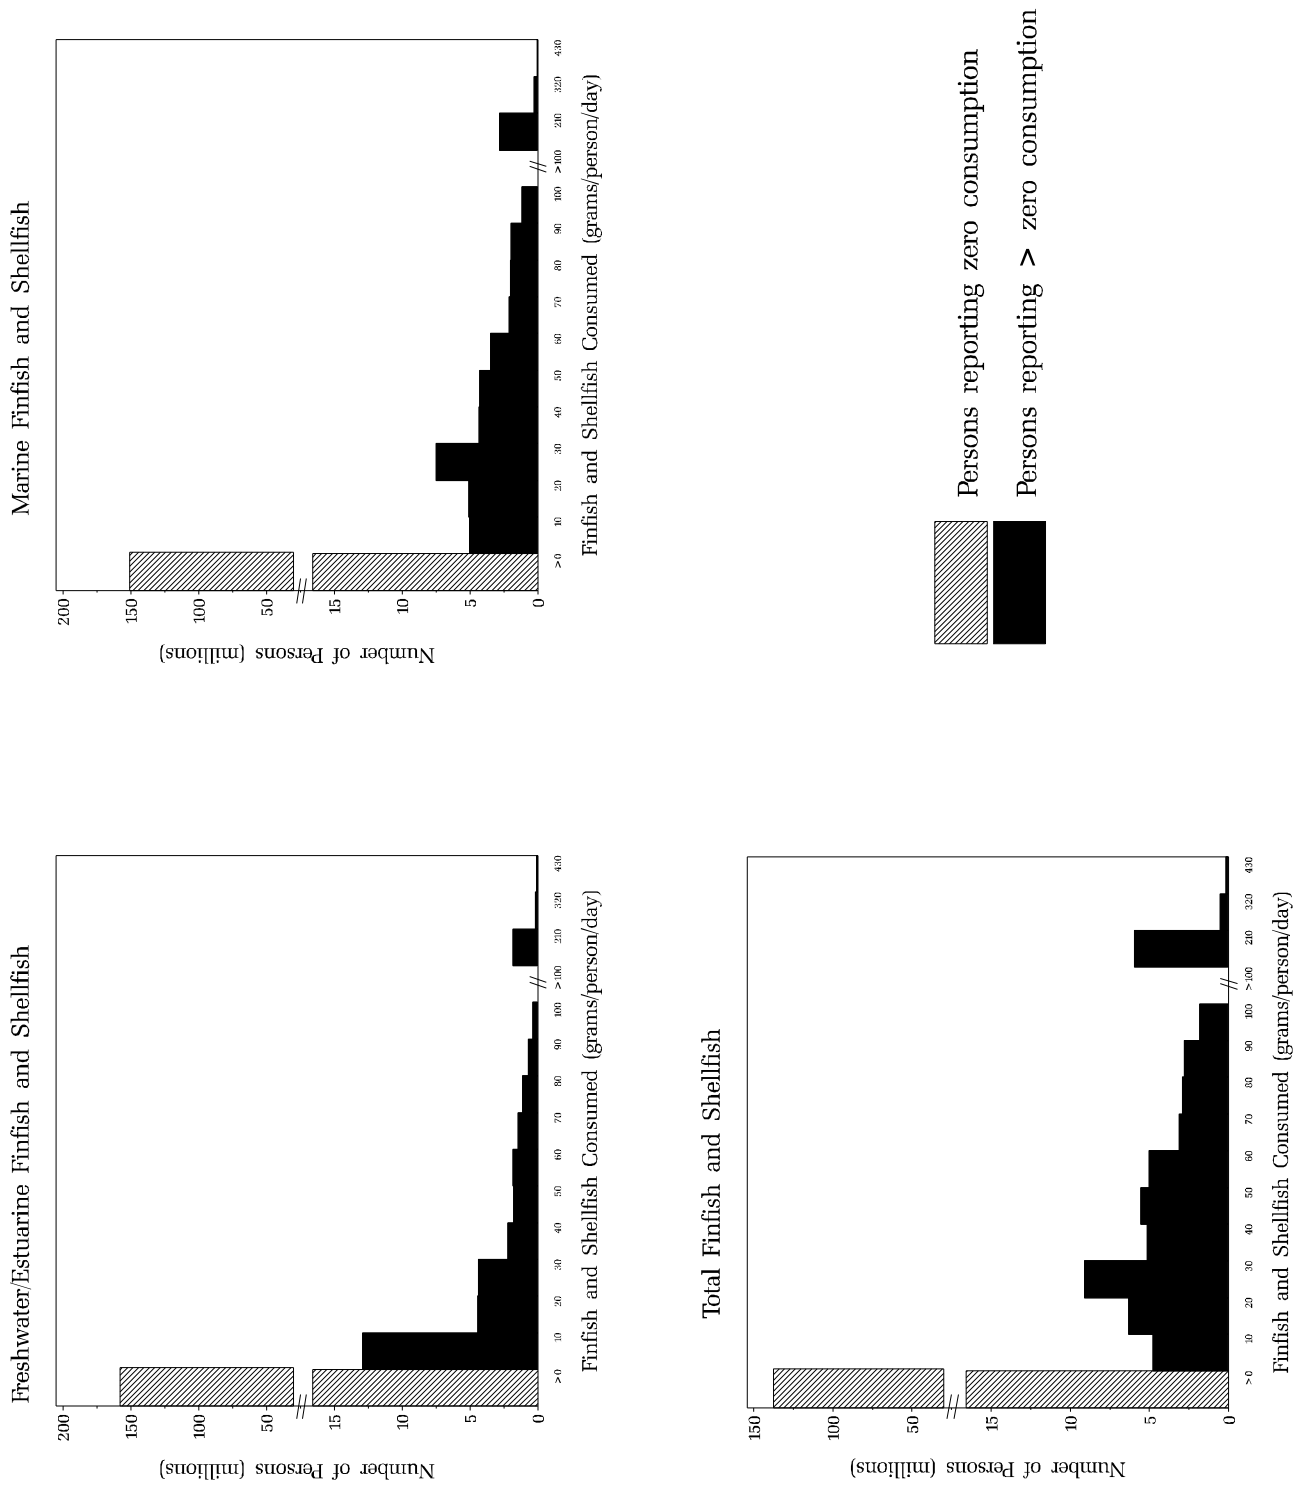 Freshwater/Estuarine Finfish and Shellfish
Number of Persons (millions)
200
150
100
50
15
10
5
0
>0 10 20 30 40 50 60 70 80 90 100 >100 210 320 430
Finfish and Shellfish Consumed (grams/person/day)
Marine Finfish and Shellfish
Number of Persons (millions)
200
150
100
50
15
10
5
0
>0 10 20 30 40 50 60 70 80 90 100 >100 210 320 430
Finfish and Shellfish Consumed (grams/person/day)
Total Finfish and Shellfish
Number of Persons (millions)
150
100
50
15
10
5
0
>0 10 20 30 40 50 60 70 80 90 100 >100 210 320 430
Finfish and Shellfish Consumed (grams/person/day)
Persons reporting zero consumption
Persons reporting > zero consumption